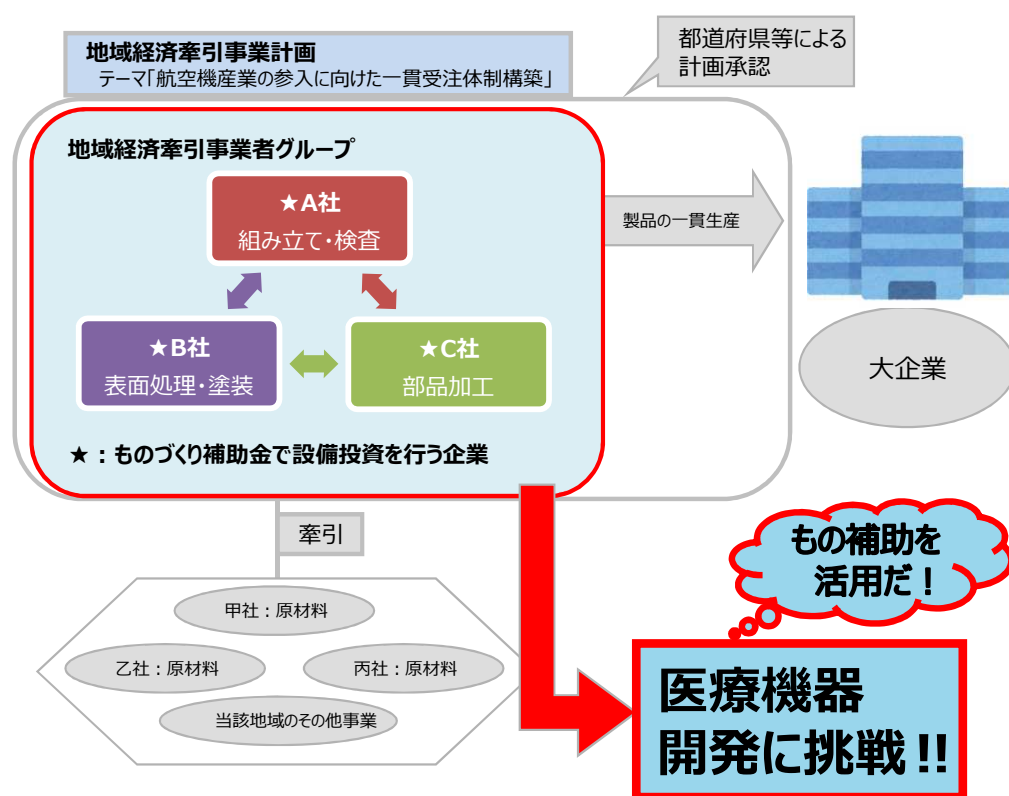 地域経済牽引事業計画
テーマ「航空機産業の参入に向けた一貫受注体制構築」
都道府県等による
計画承認
地域経済牽引事業者グループ
★A社
組み立て・検査
★B社
表面処理・塗装
★C社
部品加工
★：ものづくり補助金で設備投資を行う企業
製品の一貫生産
大企業
牽引
甲社：原材料
乙社：原材料
丙社：原材料
当該地域のその他事業
もの補助を
活用だ！
医療機器
開発に挑戦!!